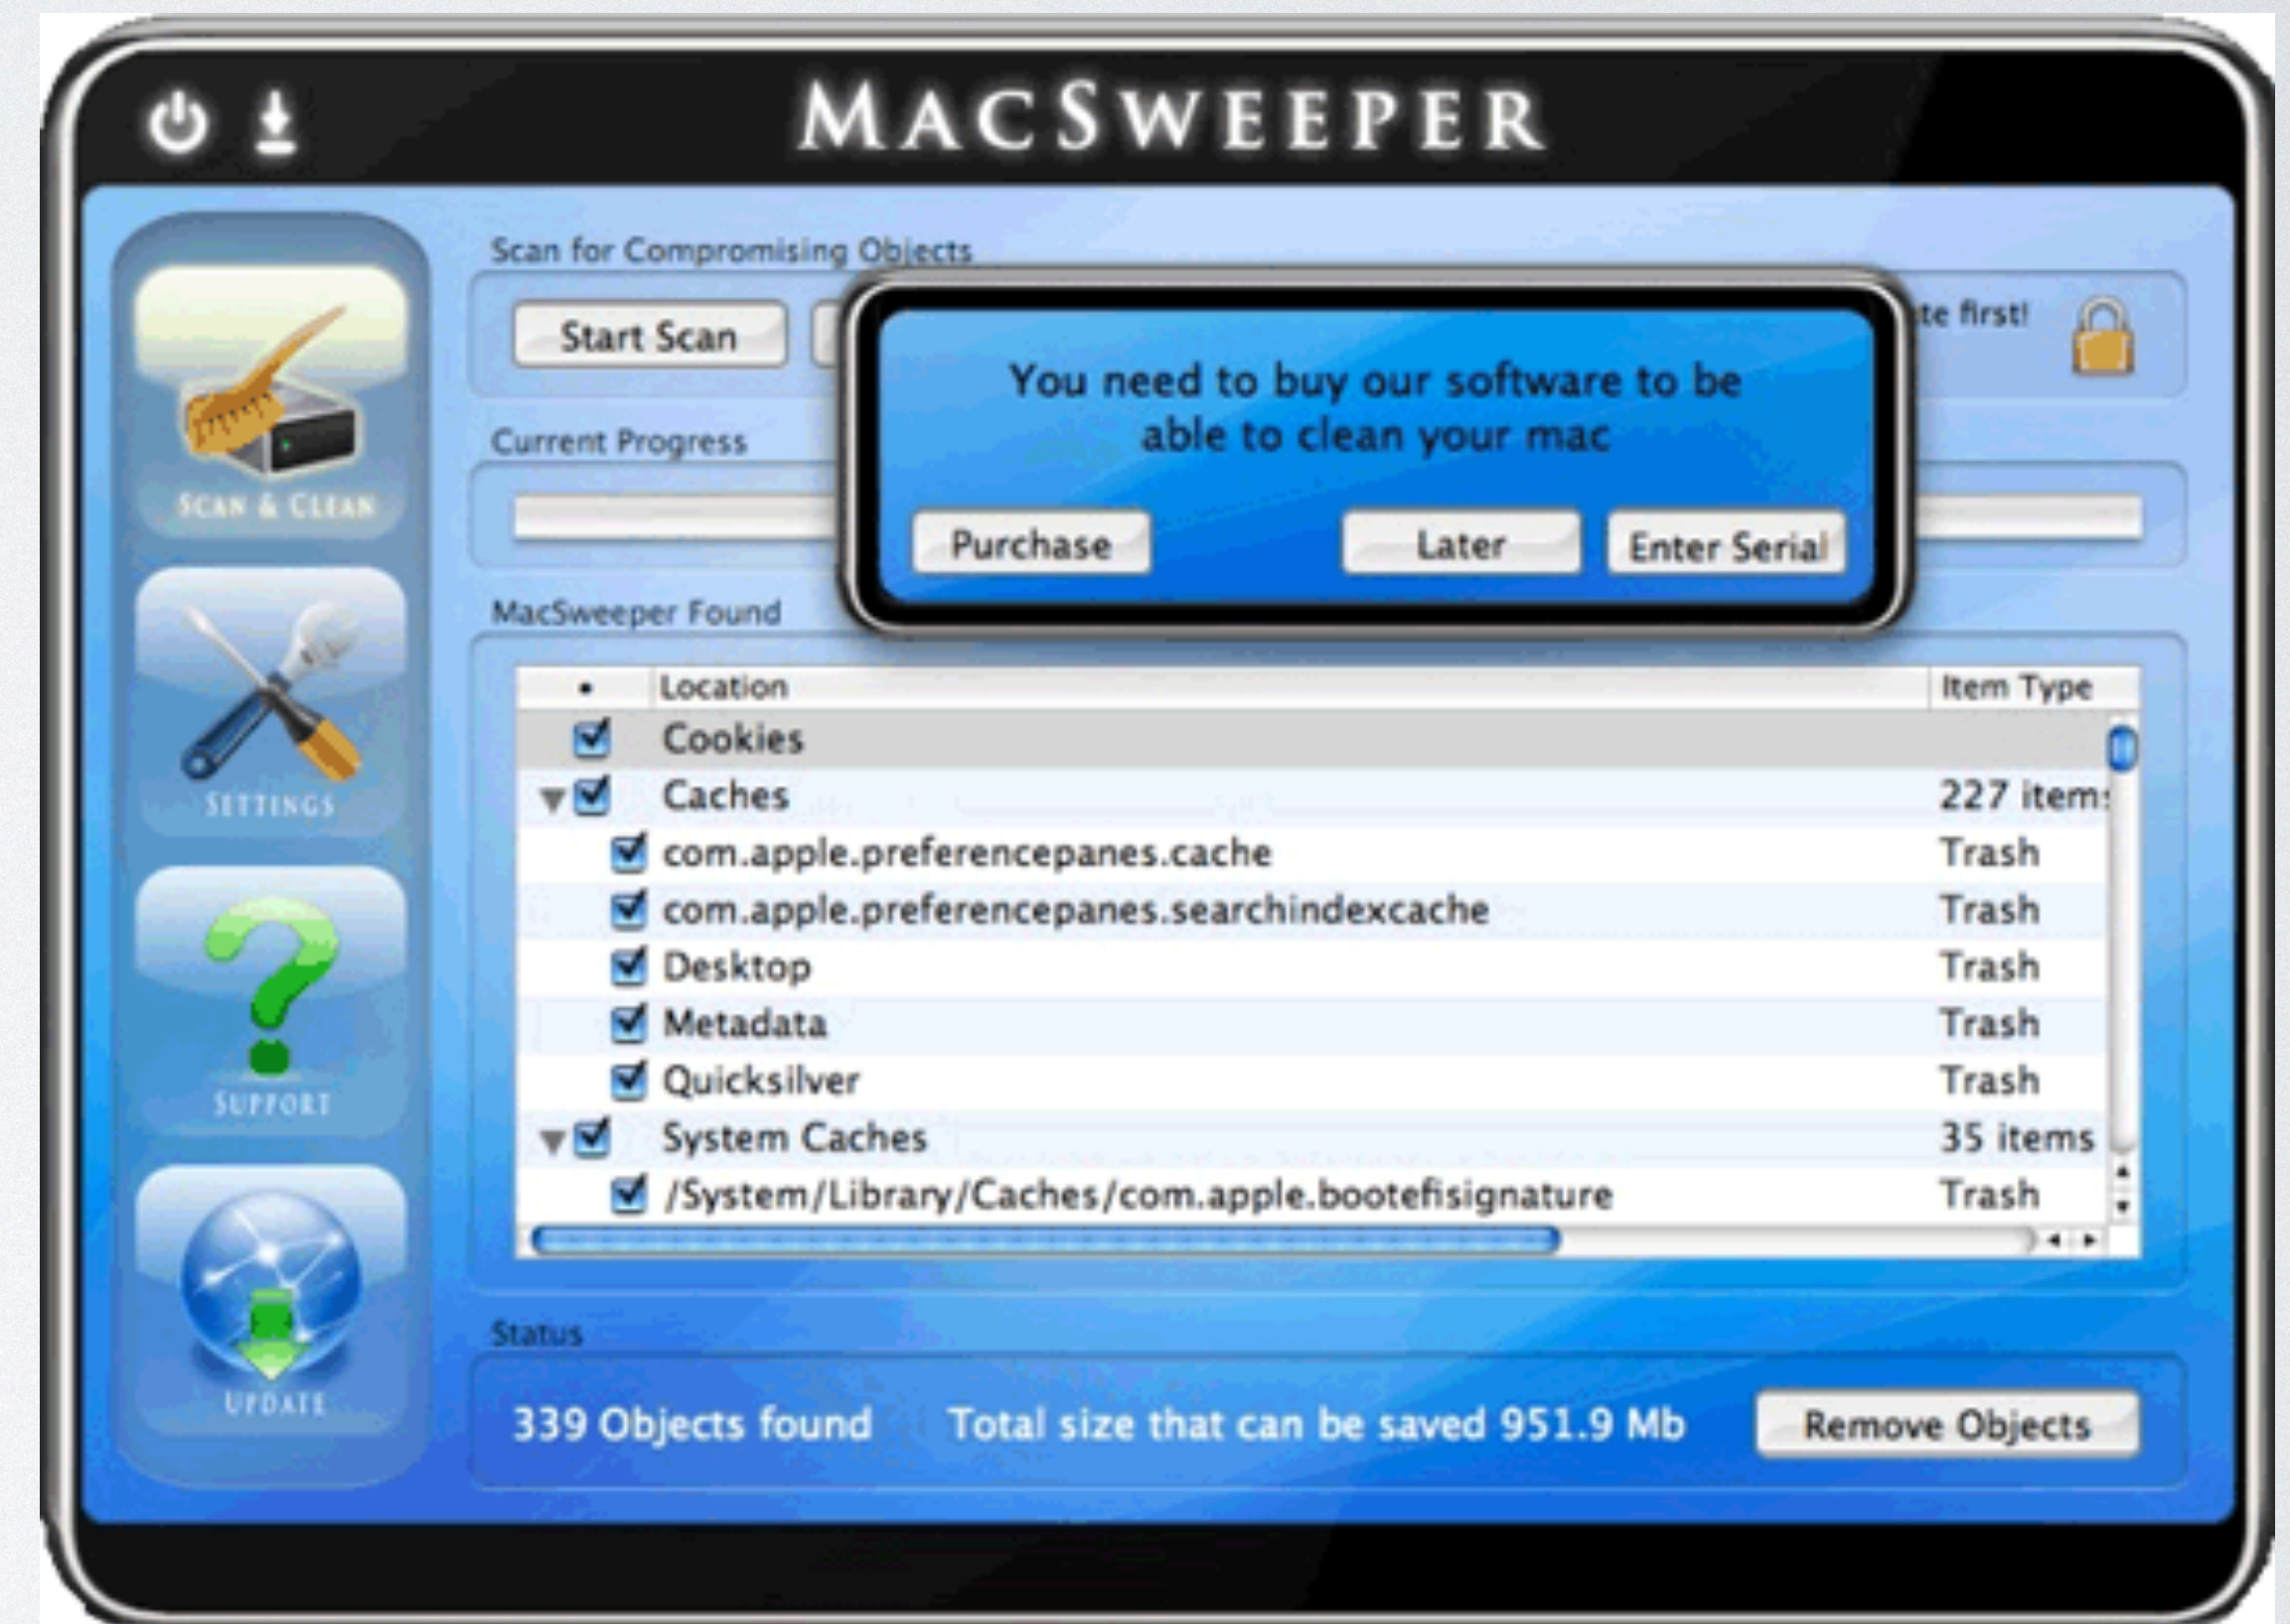 MACSWEEPER
Scan for Compromising Objects
Start Scan
te first!
You need to buy our software to be
able to clean your mac
Purchase
Later
Enter Serial
Current Progress
MacSweeper Found
Location
Item Type
Cookies
Caches
227 items
com.apple.preferencepanes.cache
Trash
com.apple.preferencepanes.searchindexcache
Trash
Desktop
Trash
Metadata
Trash
Quicksilver
Trash
System Caches
35 items
/System/Library/Caches/com.apple.bootefisignature
Trash
SCAN & CLEAN
SETTINGS
SUPPORT
UPDATE
Status
339 Objects found
Total size that can be saved 951.9 Mb
Remove Objects